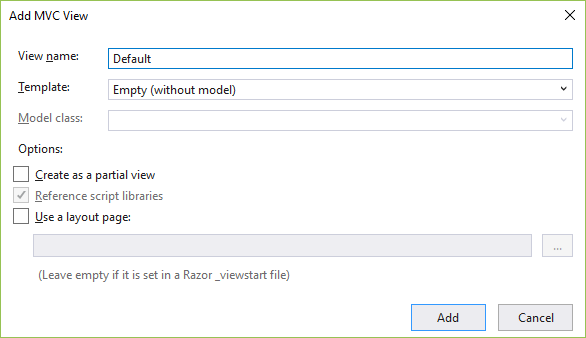 Add MVC View
View name:
Default
Template:
Empty (without model)
Model class:
Options:
Create as a partial view
Reference script libraries
Use a layout page:
...
(Leave empty if it is set in a Razor _viewstart file)
Add
Cancel